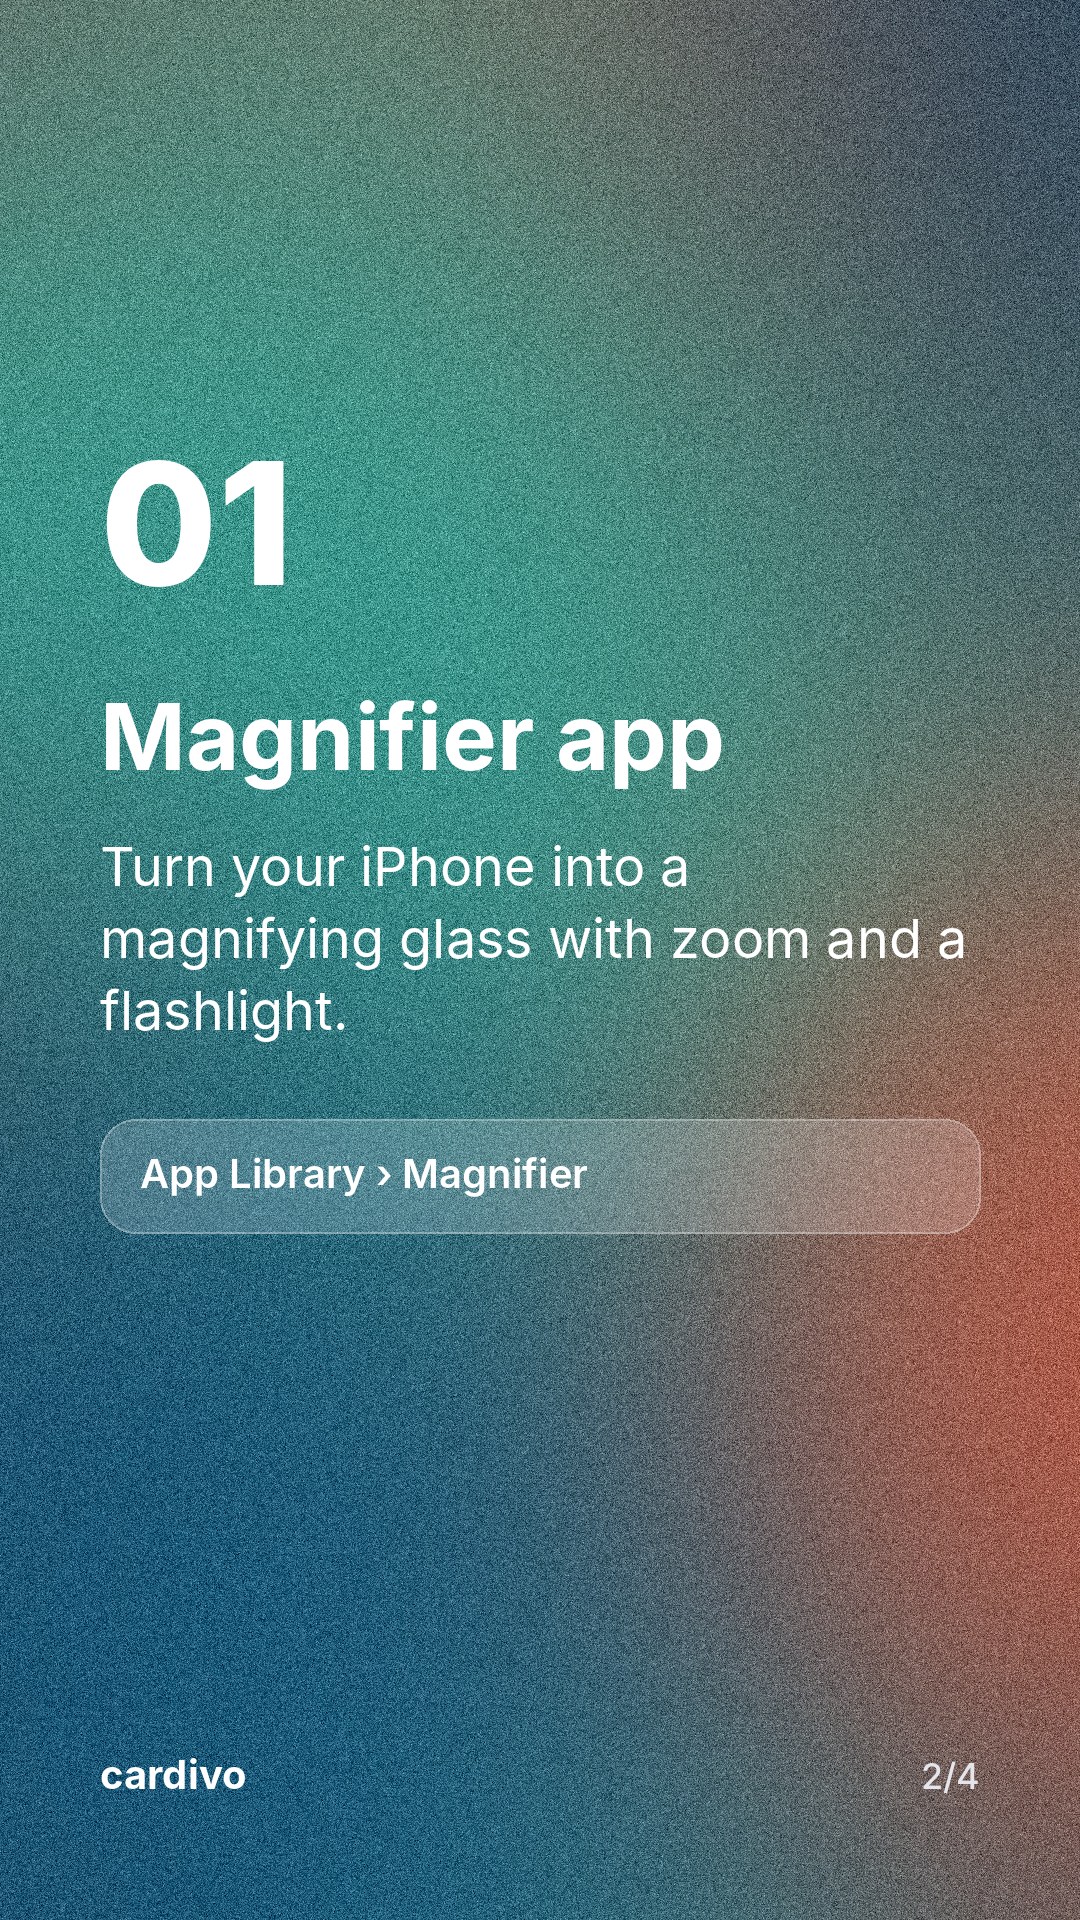 01
Magnifier app
Turn your iPhone into a
magnifying glass with zoom and a
flashlight.
App Library › Magnifier
cardivo
2/4